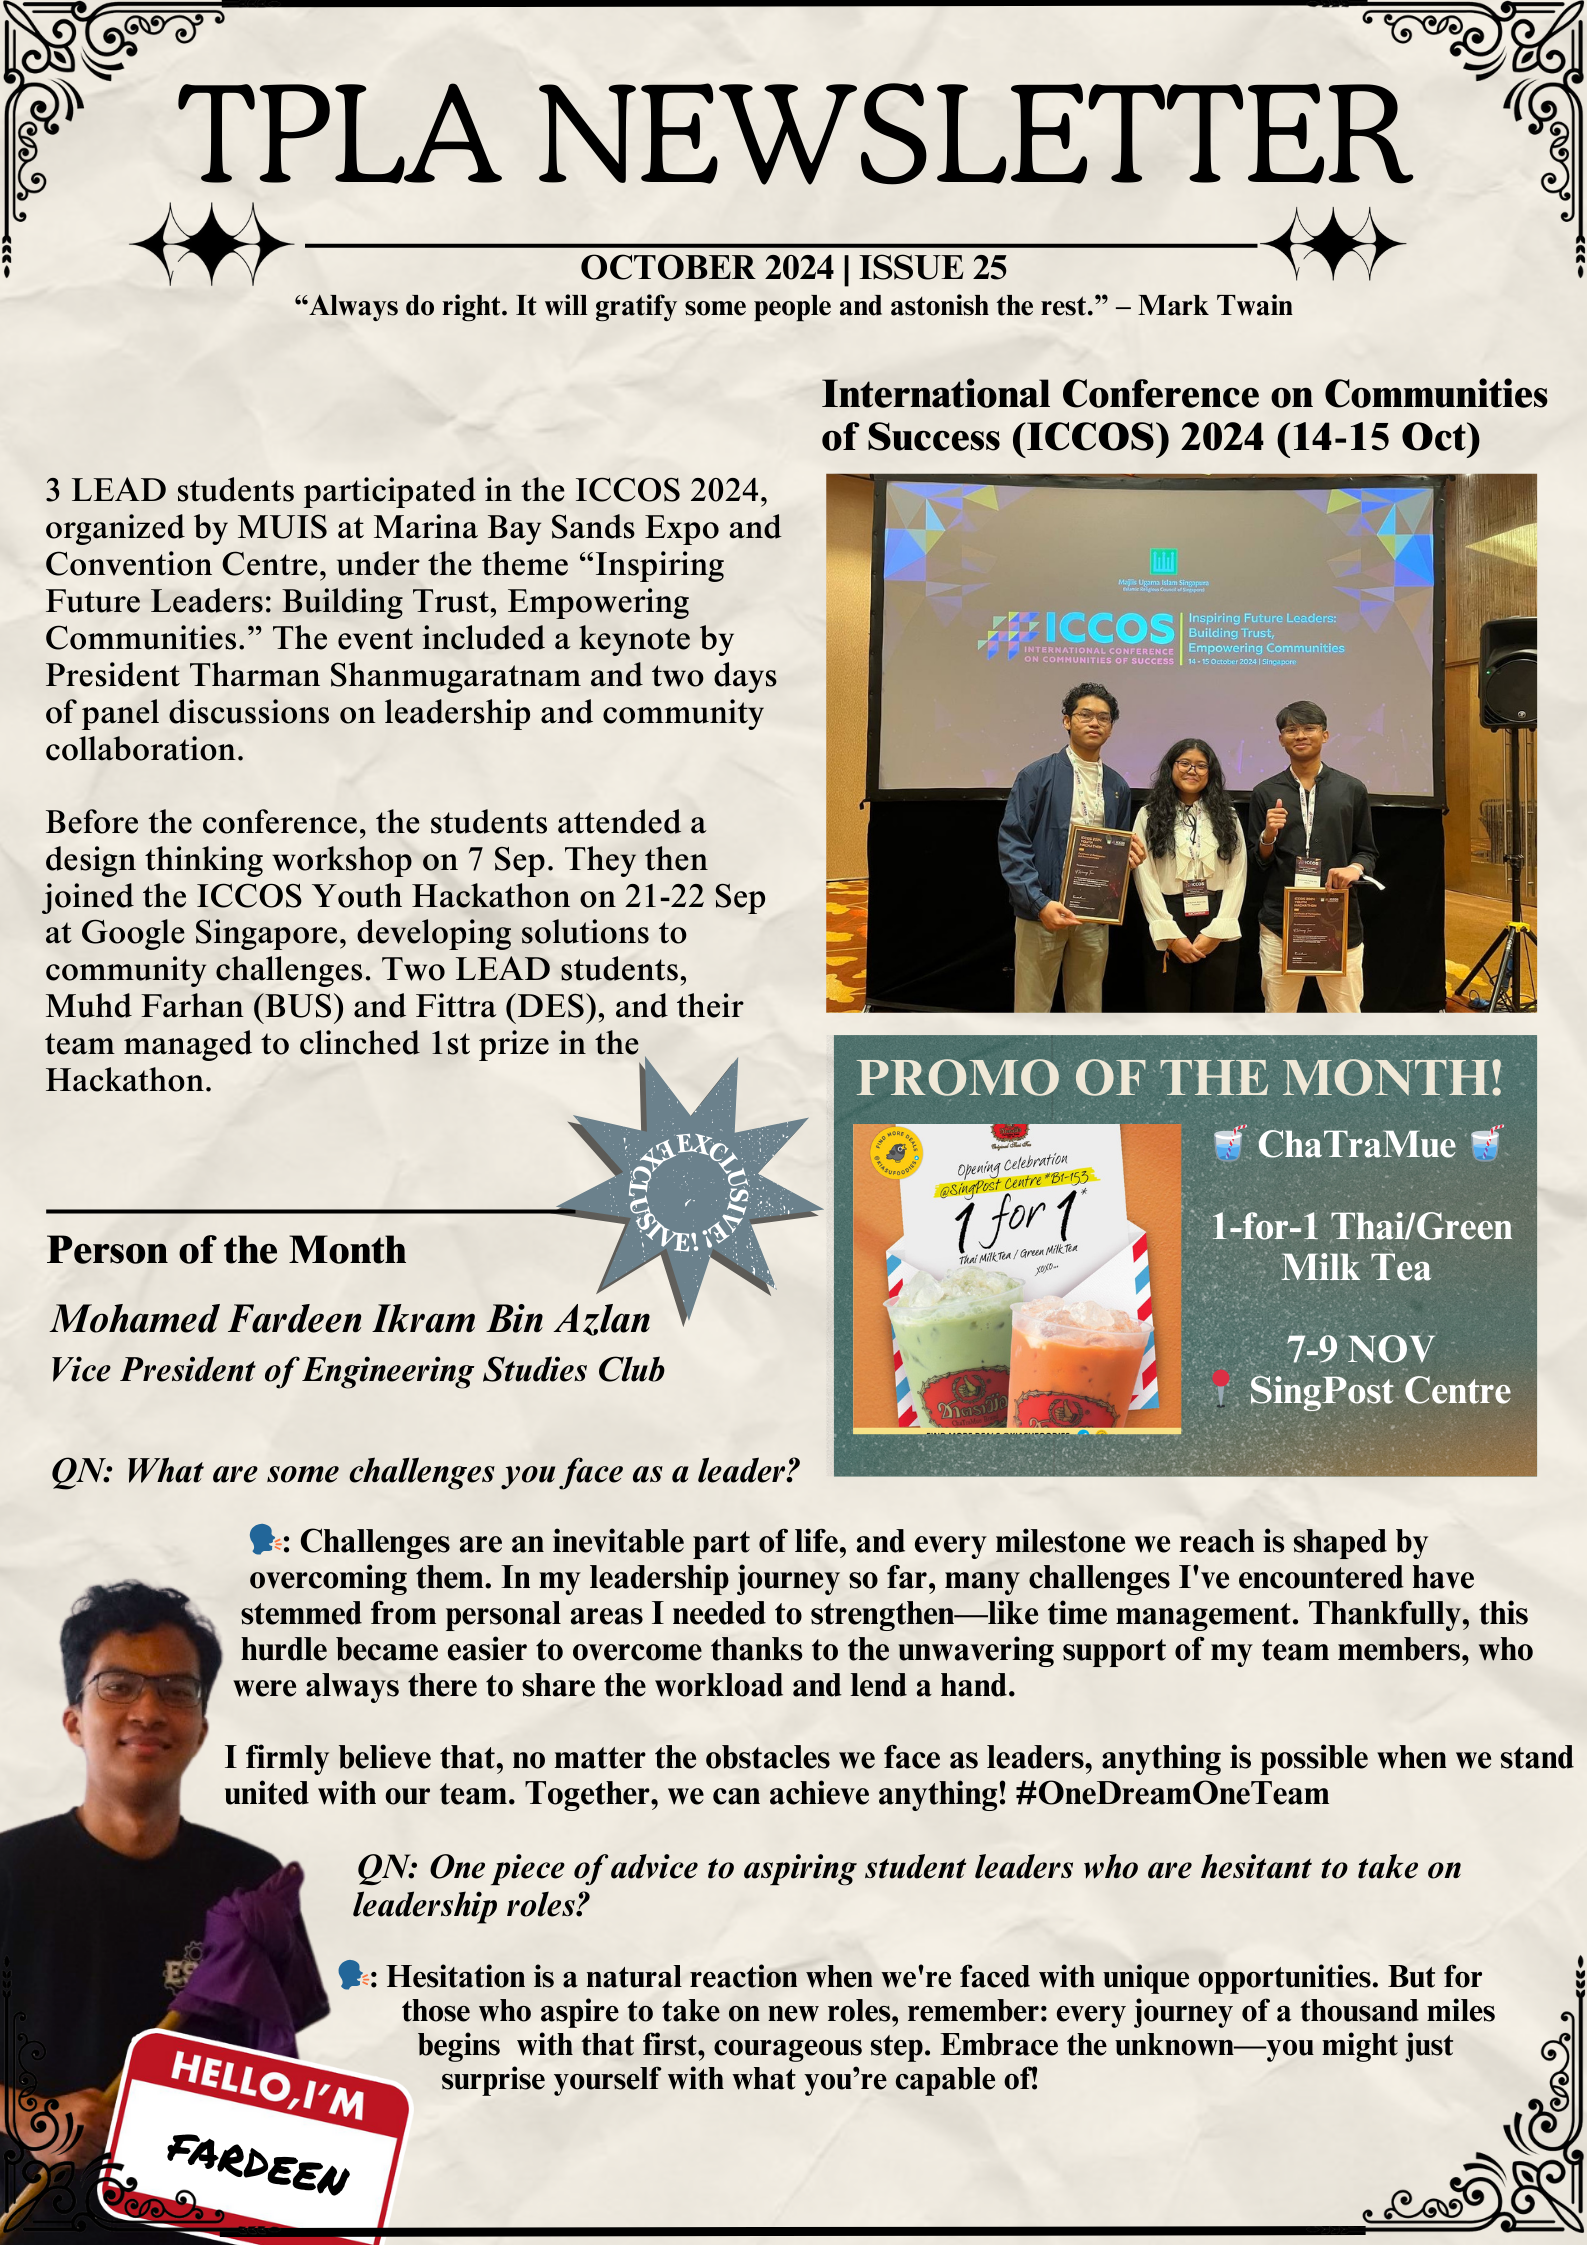 TPLA NEWSLETTER
OCTOBER 2024 | ISSUE 25
“Always do right. It will gratify some people and astonish the rest.” – Mark Twain
International Conference on Communities
of Success (ICCOS) 2024 (14-15 Oct)
3 LEAD students participated in the ICCOS 2024,
organized by MUIS at Marina Bay Sands Expo and
Convention Centre, under the theme “Inspiring
Future Leaders: Building Trust, Empowering
Communities.” The event included a keynote by
President Tharman Shanmugaratnam and two days
of panel discussions on leadership and community
collaboration.
Before the conference, the students attended a
design thinking workshop on 7 Sep. They then
joined the ICCOS Youth Hackathon on 21-22 Sep
at Google Singapore, developing solutions to
community challenges. Two LEAD students,
Muhd Farhan (BUS) and Fittra (DES), and their
team managed to clinched 1st prize in the
Hackathon.
Majlis Ugama Islam Singapura
Islamic Religious Council of Singapore
ICCOS
INTERNATIONAL CONFERENCE
ON COMMUNITIES OF SUCCESS
Inspiring Future Leaders:
Building Trust,
Empowering Communities
14 - 15 October 2024 | Singapore
EXCLUSIVE! EXCLUSIVE!
PROMO OF THE MONTH!
FIND MORE DEALS
@KIASUFOODIES
Opening Celebration
@SingPost Centre #B1-153
1 for 1*
Thai Milk Tea / Green Milk Tea
xoxo...
ChaTraMue
1-for-1 Thai/Green
Milk Tea
7-9 NOV
SingPost Centre
Person of the Month
Mohamed Fardeen Ikram Bin Azlan
Vice President of Engineering Studies Club
QN: What are some challenges you face as a leader?
: Challenges are an inevitable part of life, and every milestone we reach is shaped by
overcoming them. In my leadership journey so far, many challenges I've encountered have
stemmed from personal areas I needed to strengthen—like time management. Thankfully, this
hurdle became easier to overcome thanks to the unwavering support of my team members, who
were always there to share the workload and lend a hand.
I firmly believe that, no matter the obstacles we face as leaders, anything is possible when we stand
united with our team. Together, we can achieve anything! #OneDreamOneTeam
QN: One piece of advice to aspiring student leaders who are hesitant to take on
leadership roles?
: Hesitation is a natural reaction when we're faced with unique opportunities. But for
those who aspire to take on new roles, remember: every journey of a thousand miles
begins with that first, courageous step. Embrace the unknown—you might just
surprise yourself with what you’re capable of!
HELLO, I'M
FARDEEN